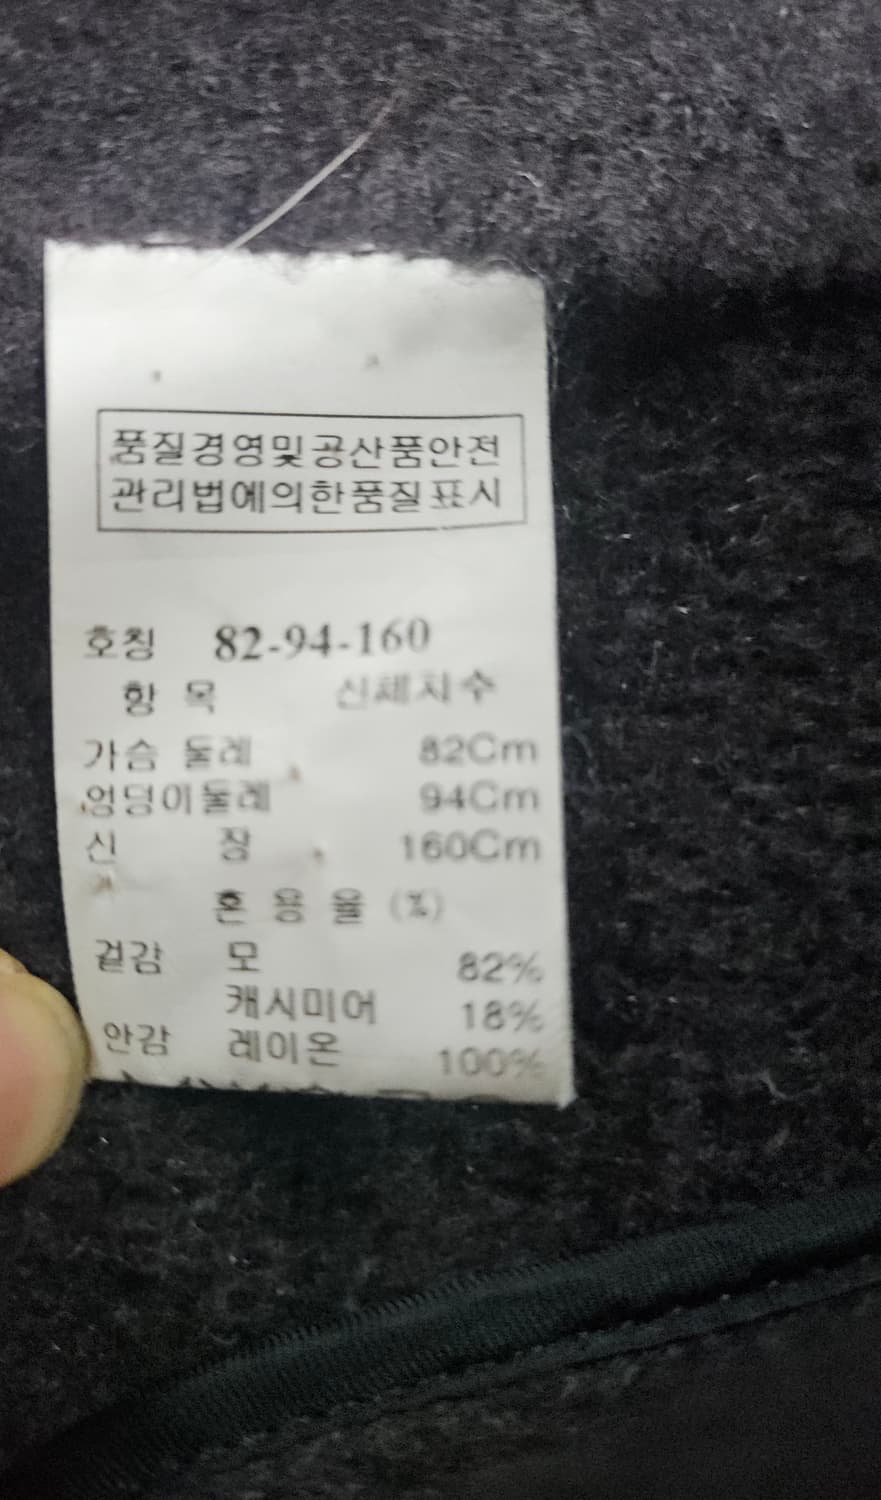 품질경영및공산품안전
관리법에의한품질표시
호칭 82-94-160
항 목 신체치수
가슴 둘레 82Cm
엉덩이둘레 94Cm
신 장 160Cm
혼 용 율 (%)
겉감 모 82%
캐시미어 18%
안감 레이온 100%